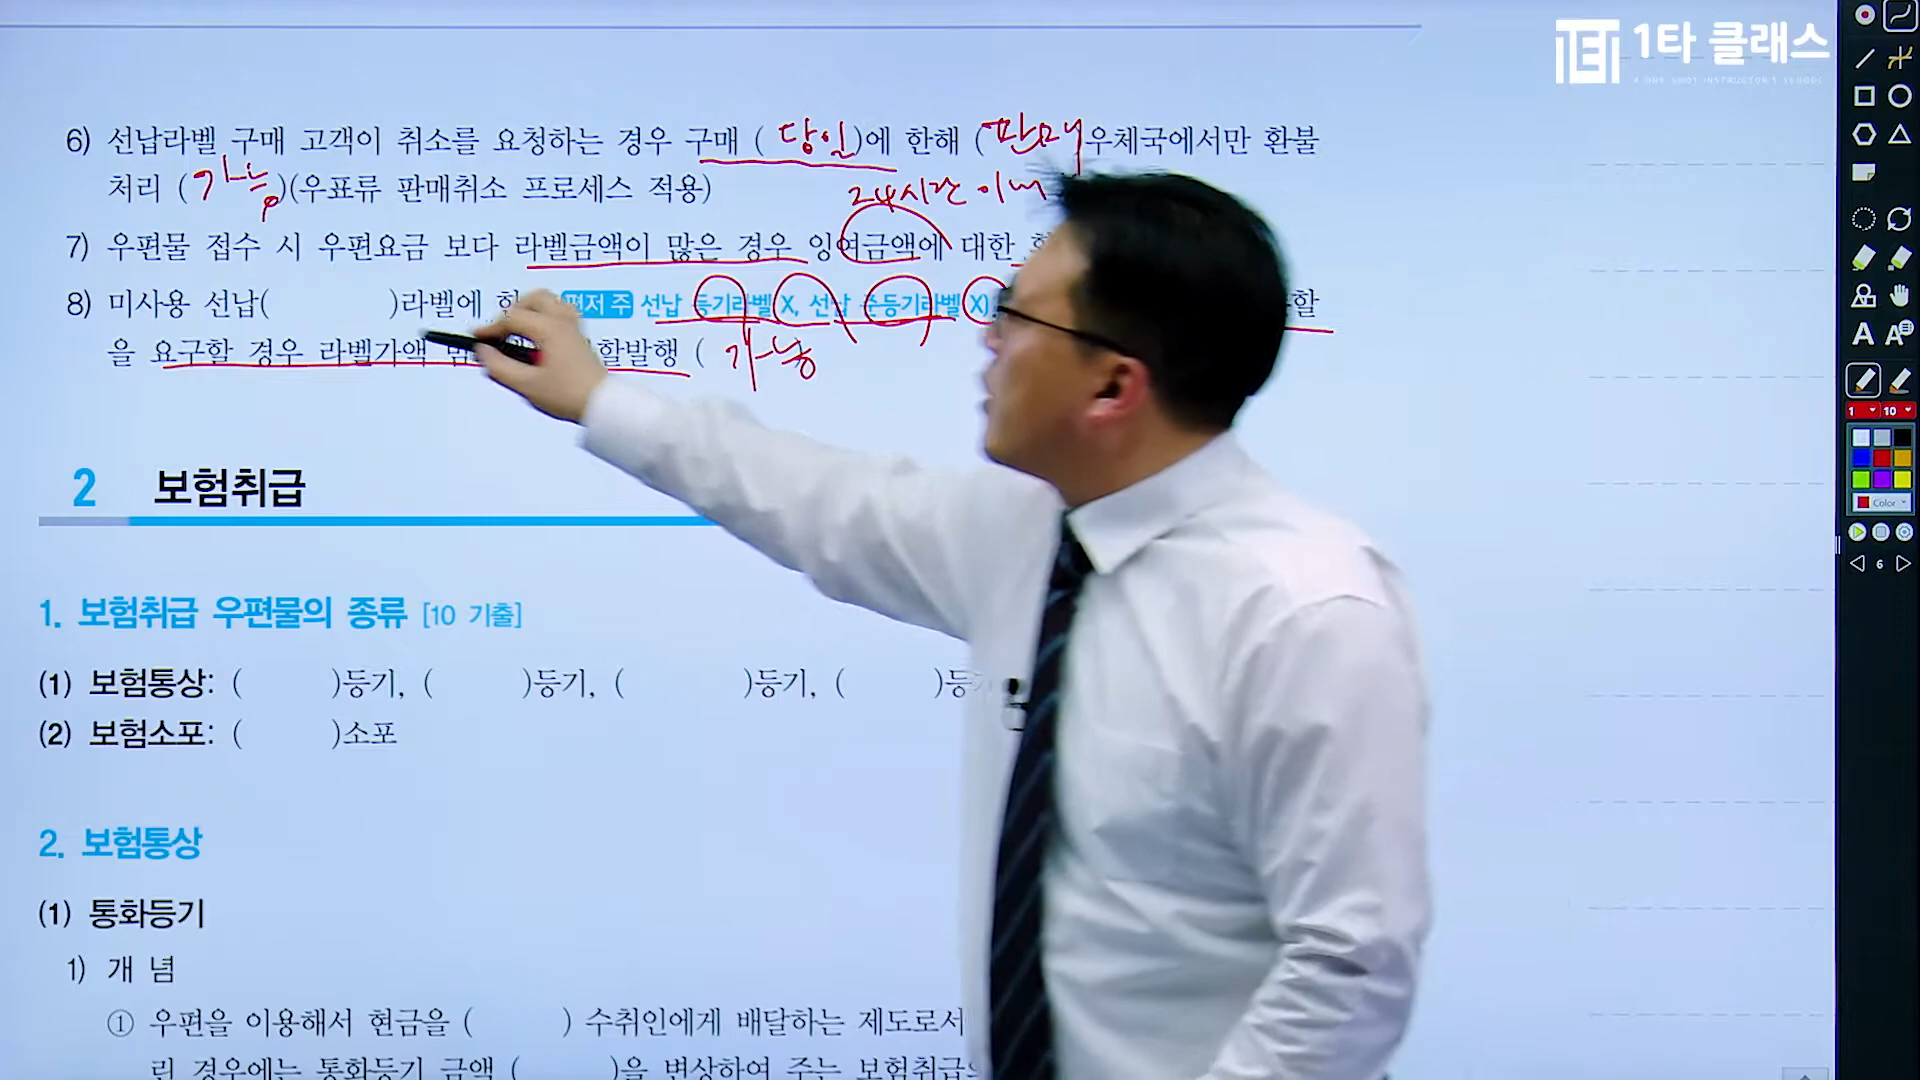 1타 클래스
A ONE SHOT INSTRUCTOR'S SCHOOL
6) 선납라벨 구매 고객이 취소를 요청하는 경우 구매 ( 당일 )에 한해 ( 판매 우체국에서만 환불
처리 ( 가능 )(우표류 판매취소 프로세스 적용)
24시간 이내
7) 우편물 접수 시 우편요금 보다 라벨금액이 많은 경우 잉여금액에 대한
8) 미사용 선납( )라벨에 한 편저 주 선납 등기라벨 X, 선납 준등기라벨 X) 할
을 요구할 경우 라벨가액 할발행 ( 가능
2 보험취급
1. 보험취급 우편물의 종류 [10 기출]
(1) 보험통상: ( )등기, ( )등기, ( )등기, ( )등
(2) 보험소포: ( )소포
2. 보험통상
(1) 통화등기
1) 개 념
① 우편을 이용해서 현금을 ( ) 수취인에게 배달하는 제도로서
린 경우에는 통화등기 금액 ( )을 변상하여 주는 보험취급
1
10
Color
6